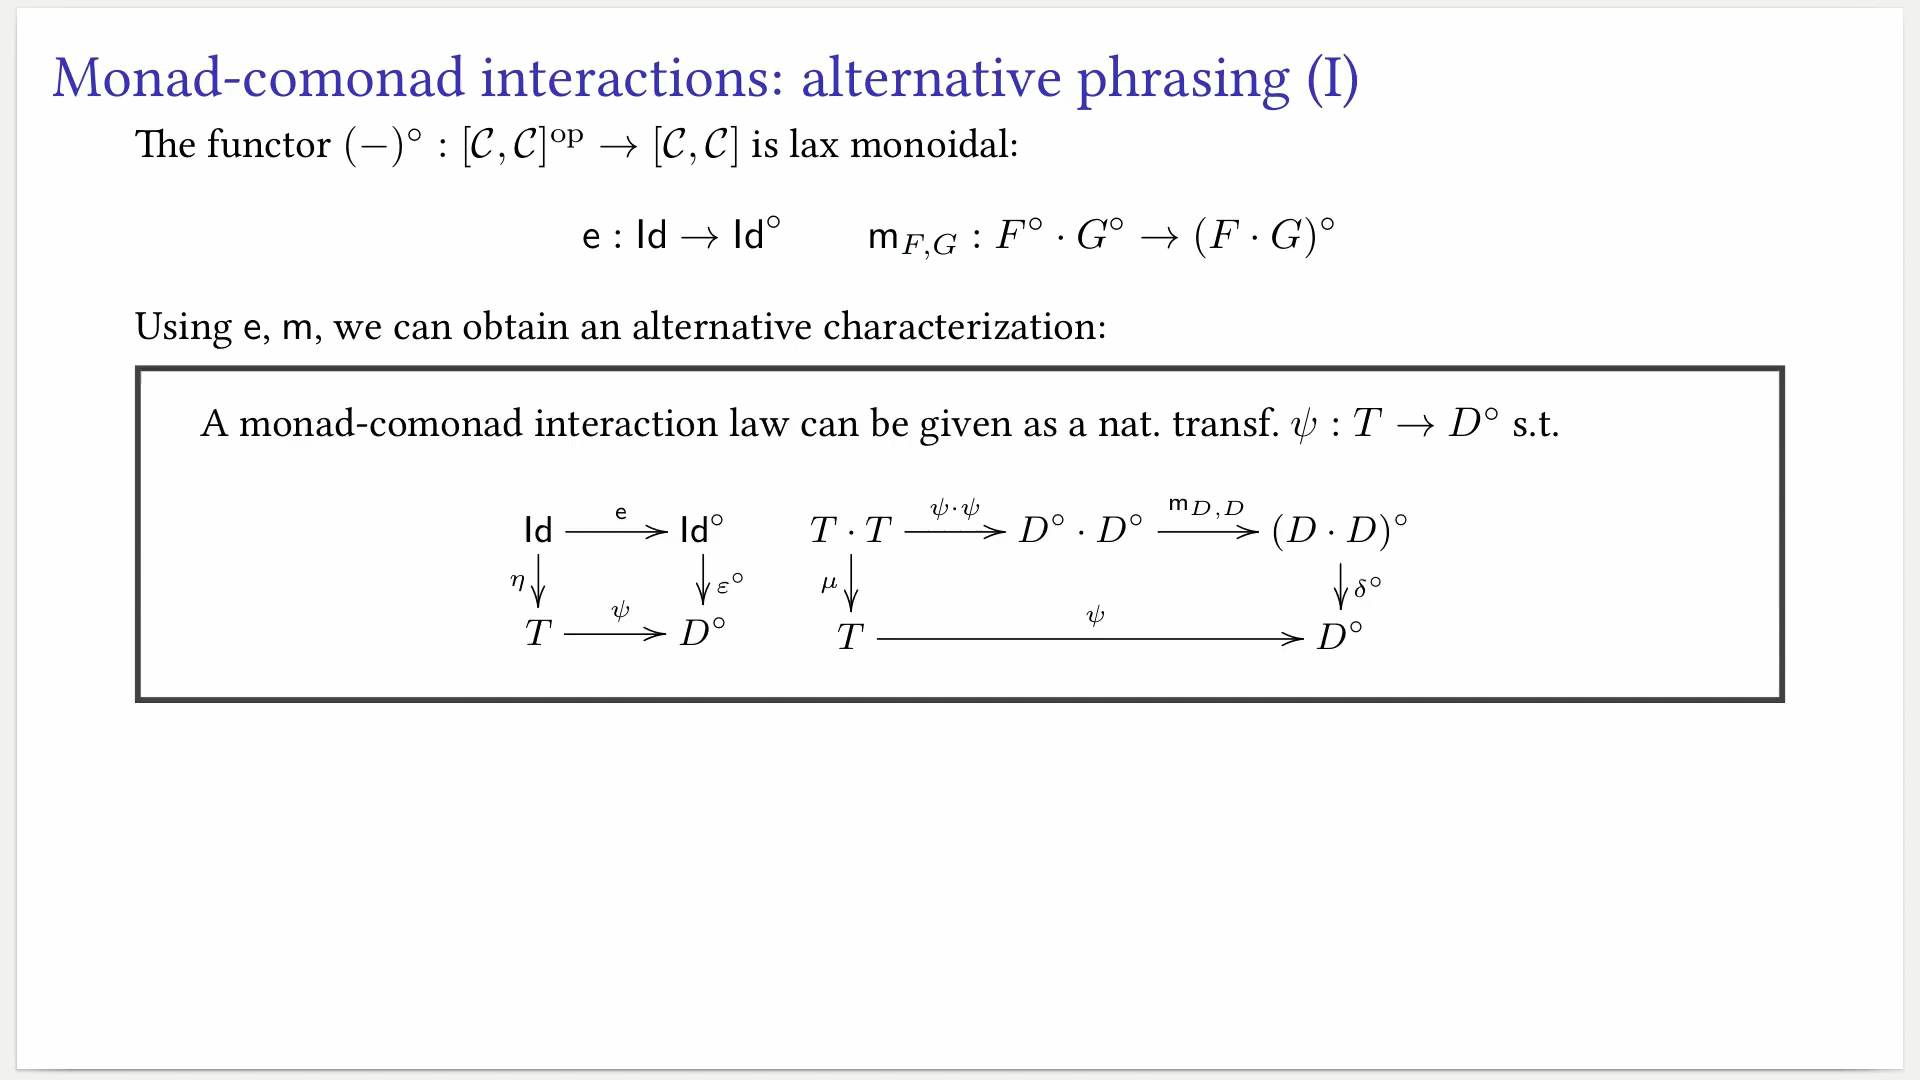 Monad-comonad interactions: alternative phrasing (I)
The functor (−)° : [𝒞, 𝒞]ᵒᵖ → [𝒞, 𝒞] is lax monoidal:
e : Id → Id° m_{F,G} : F° · G° → (F · G)°
Using e, m, we can obtain an alternative characterization:
A monad-comonad interaction law can be given as a nat. transf. ψ : T → D° s.t.
e ψ·ψ m_{D,D}
Id → Id° T · T → D° · D° → (D · D)°
η ε° μ δ°
ψ ψ
T → D° T → D°